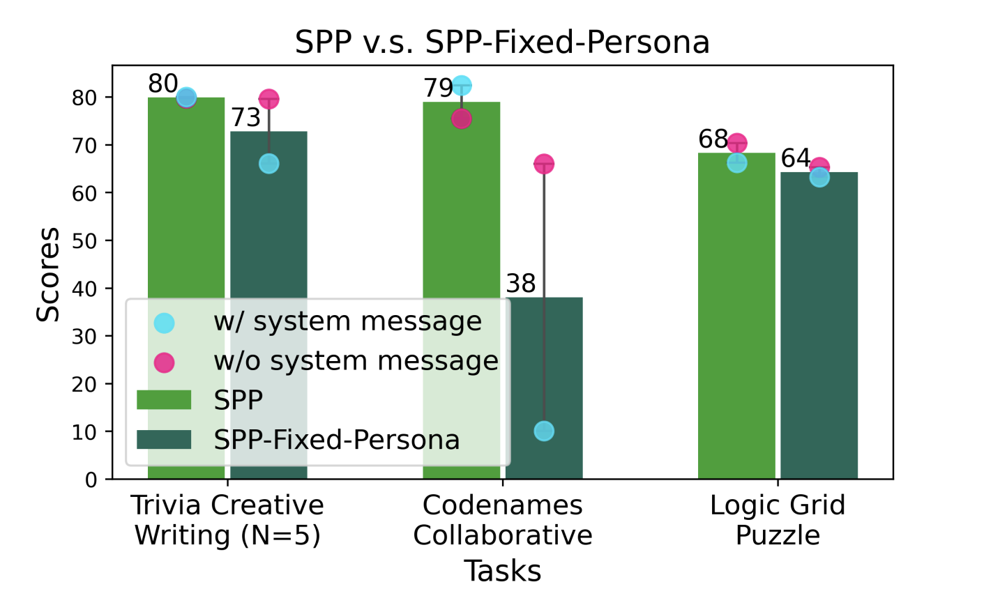 SPP v.s. SPP-Fixed-Persona
Scores
80
70
60
50
40
30
20
10
0
80
73
79
38
68
64
w/ system message
w/o system message
SPP
SPP-Fixed-Persona
Trivia Creative
Writing (N=5)
Codenames
Collaborative
Logic Grid
Puzzle
Tasks